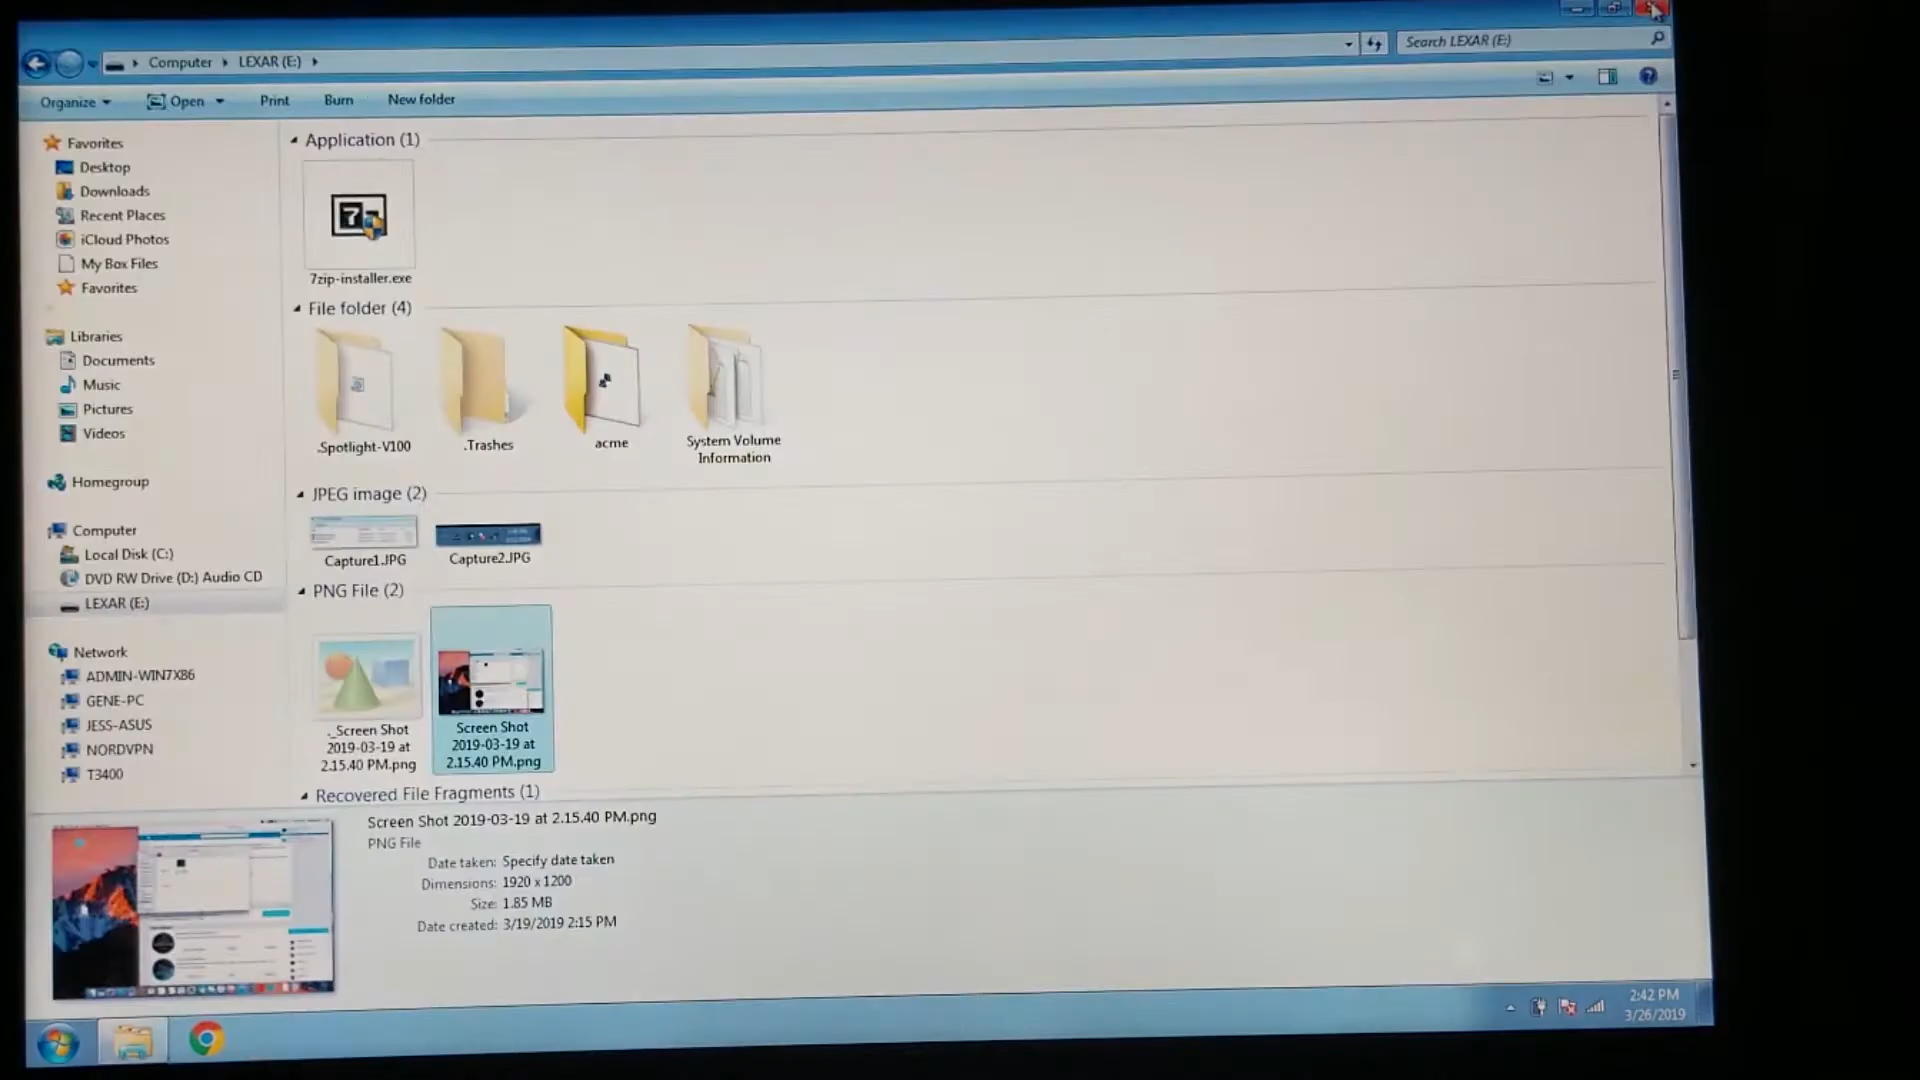 Computer
LEXAR (E:)
Search LEXAR (E:)
Organize
Open
Print
Burn
New folder
Favorites
Desktop
Downloads
Recent Places
iCloud Photos
My Box Files
Favorites
Libraries
Documents
Music
Pictures
Videos
Homegroup
Computer
Local Disk (C:)
DVD RW Drive (D:) Audio CD
LEXAR (E:)
Network
ADMIN-WIN7X86
GENE-PC
JESS-ASUS
NORDVPN
T3400
Application (1)
7zip-installer.exe
File folder (4)
.Spotlight-V100
.Trashes
acme
System Volume
Information
JPEG image (2)
Capture1.JPG
Capture2.JPG
PNG File (2)
._Screen Shot
2019-03-19 at
2.15.40 PM.png
Screen Shot
2019-03-19 at
2.15.40 PM.png
Recovered File Fragments (1)
Screen Shot 2019-03-19 at 2.15.40 PM.png
PNG File
Date taken: Specify date taken
Dimensions: 1920 x 1200
Size: 1.85 MB
Date created: 3/19/2019 2:15 PM
2:42 PM
3/26/2019